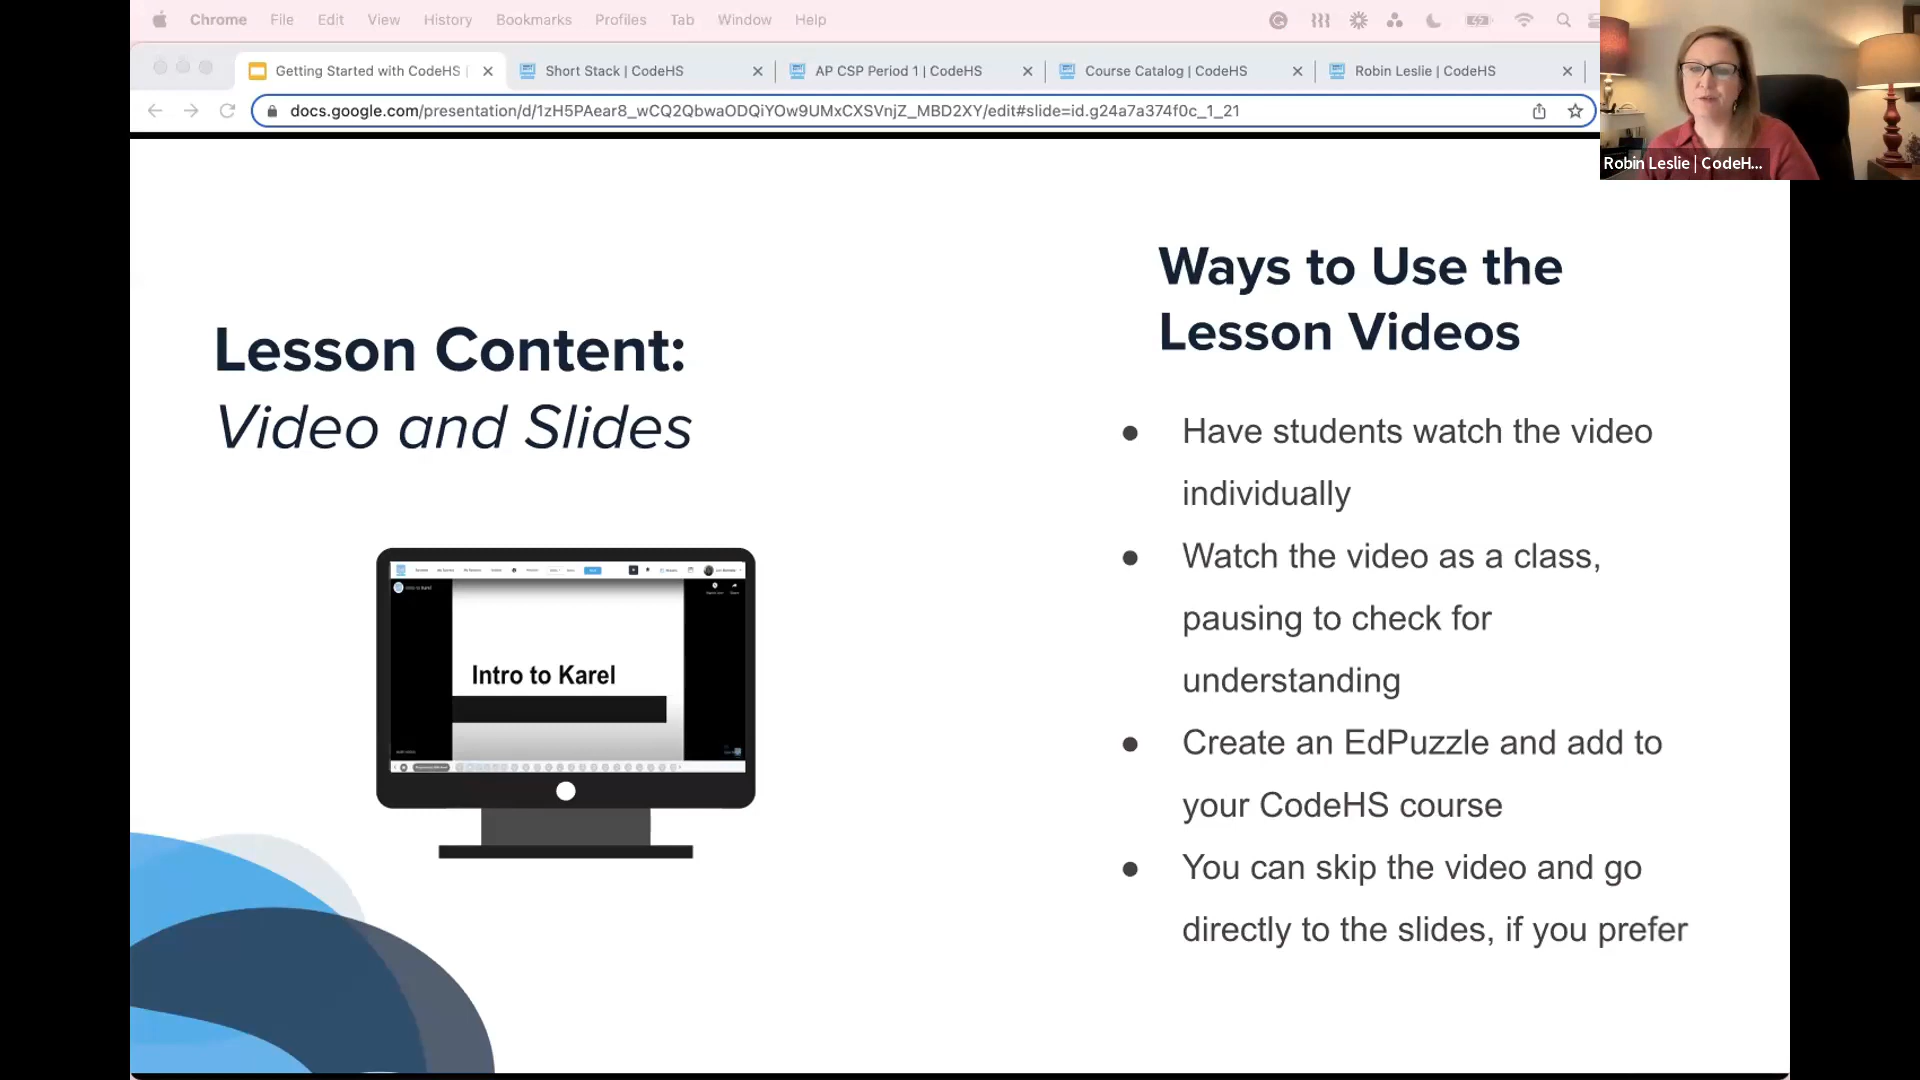 Chrome File Edit View History Bookmarks Profiles Tab Window Help
Getting Started with CodeHS | Short Stack | CodeHS AP CSP Period 1 | CodeHS Course Catalog | CodeHS Robin Leslie | CodeHS
docs.google.com/presentation/d/1zH5PAear8_wCQ2QbwaODQiYOw9UMxCXSVnjZ_MBD2XY/edit#slide=id.g24a7a374f0c_1_21
Robin Leslie | CodeH...
Lesson Content:
Video and Slides
Intro to Karel
Ways to Use the
Lesson Videos
● Have students watch the video
individually
● Watch the video as a class,
pausing to check for
understanding
● Create an EdPuzzle and add to
your CodeHS course
● You can skip the video and go
directly to the slides, if you prefer